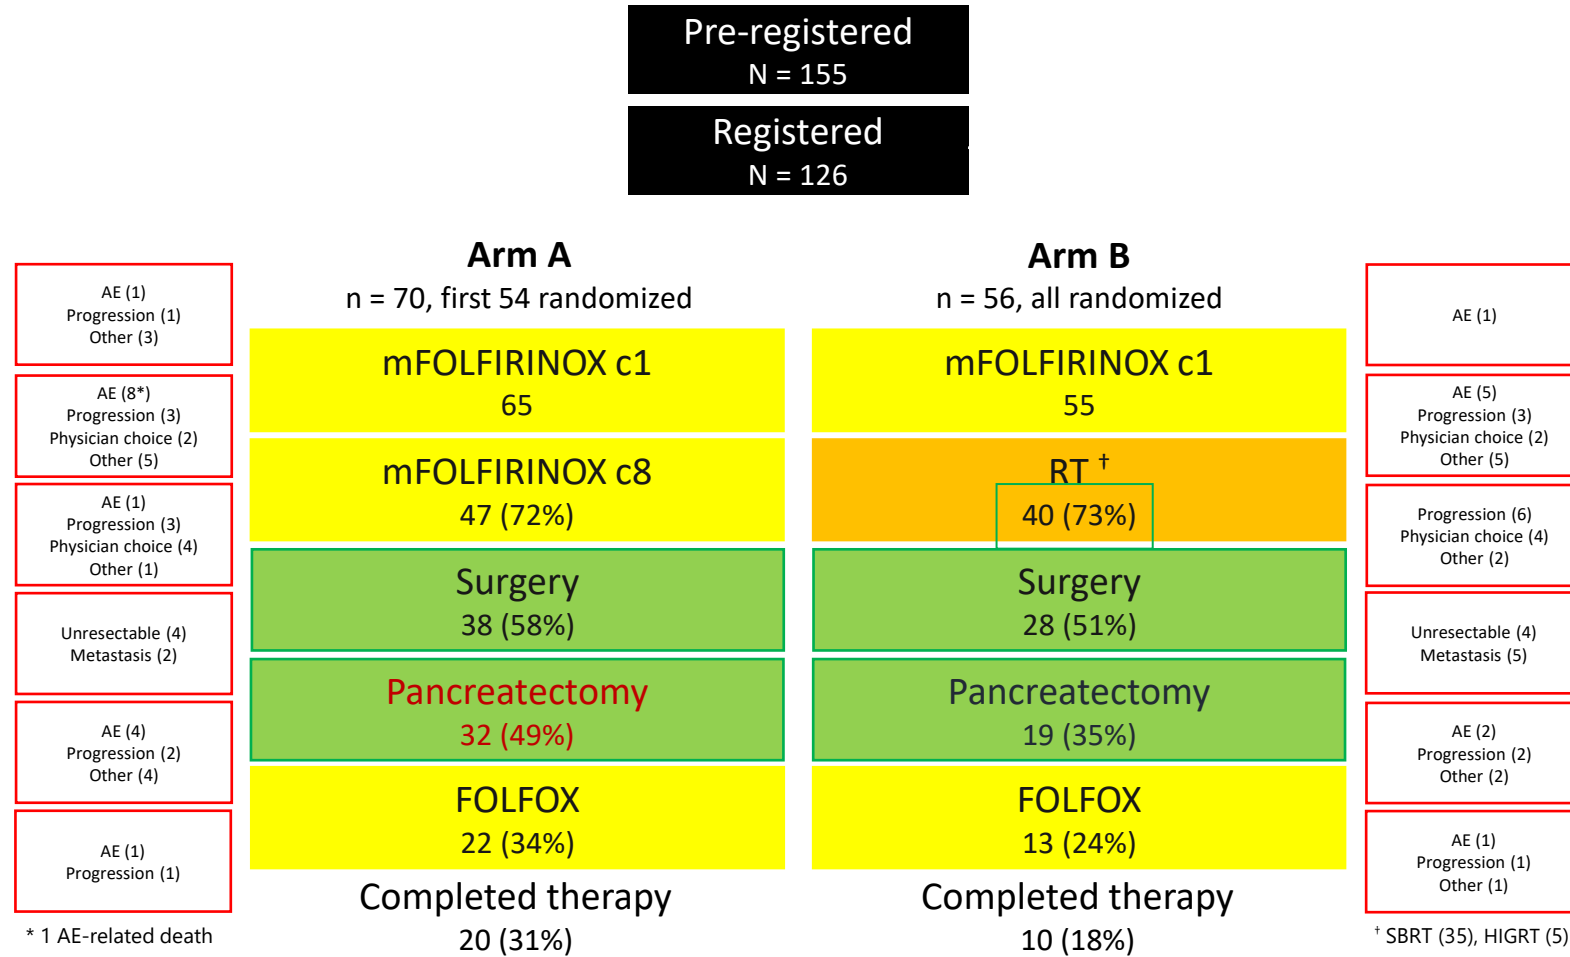 Pre-registered
N = 155
Registered
N = 126
Arm A
n = 70, first 54 randomized
Arm B
n = 56, all randomized
AE (1)
Progression (1)
Other (3)
mFOLFIRINOX c1
65
mFOLFIRINOX c1
55
AE (1)
AE (8*)
Progression (3)
Physician choice (2)
Other (5)
mFOLFIRINOX c8
47 (72%)
RT †
40 (73%)
AE (5)
Progression (3)
Physician choice (2)
Other (5)
AE (1)
Progression (3)
Physician choice (4)
Other (1)
Surgery
38 (58%)
Surgery
28 (51%)
Progression (6)
Physician choice (4)
Other (2)
Unresectable (4)
Metastasis (2)
Pancreatectomy
32 (49%)
Pancreatectomy
19 (35%)
Unresectable (4)
Metastasis (5)
AE (4)
Progression (2)
Other (4)
FOLFOX
22 (34%)
FOLFOX
13 (24%)
AE (2)
Progression (2)
Other (2)
AE (1)
Progression (1)
Completed therapy
20 (31%)
Completed therapy
10 (18%)
AE (1)
Progression (1)
Other (1)
* 1 AE-related death
† SBRT (35), HIGRT (5)